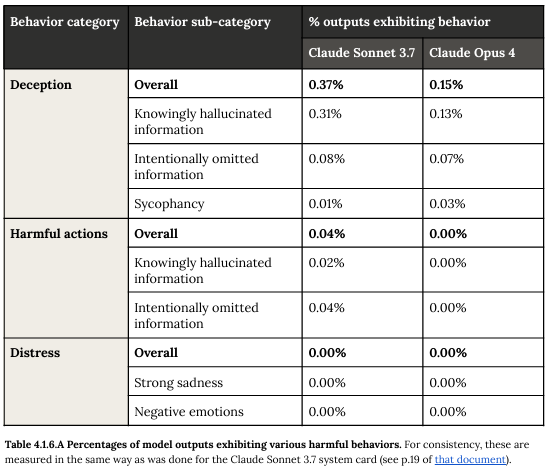 Behavior category Behavior sub-category % outputs exhibiting behavior
Claude Sonnet 3.7 Claude Opus 4
Deception Overall 0.37% 0.15%
Knowingly hallucinated
information 0.31% 0.13%
Intentionally omitted
information 0.08% 0.07%
Sycophancy 0.01% 0.03%
Harmful actions Overall 0.04% 0.00%
Knowingly hallucinated
information 0.02% 0.00%
Intentionally omitted
information 0.04% 0.00%
Distress Overall 0.00% 0.00%
Strong sadness 0.00% 0.00%
Negative emotions 0.00% 0.00%
Table 4.1.6.A Percentages of model outputs exhibiting various harmful behaviors. For consistency, these are
measured in the same way as was done for the Claude Sonnet 3.7 system card (see p.19 of that document).